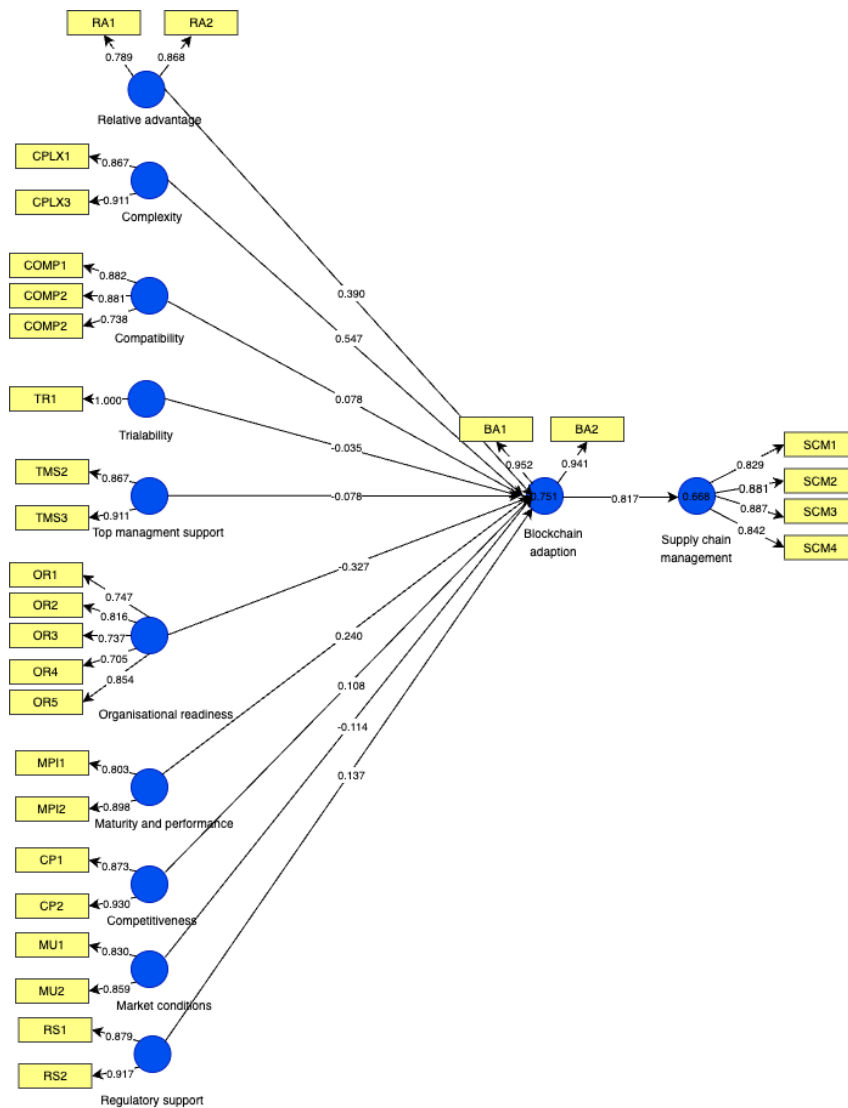 RA1
RA2
0.789
0.868
Relative advantage
CPLX1
0.867
CPLX3
0.911
Complexity
COMP1
0.882
COMP2
0.881
COMP2
0.738
Compatibility
TR1
1.000
Trialability
TMS2
0.867
TMS3
0.911
Top managment support
OR1
0.747
OR2
0.816
OR3
0.737
OR4
0.705
OR5
0.854
Organisational readiness
MPI1
0.803
MPI2
0.898
Maturity and performance
CP1
0.873
CP2
0.930
Competitiveness
MU1
0.830
MU2
0.859
Market conditions
RS1
0.879
RS2
0.917
Regulatory support
0.390
0.547
0.078
-0.035
-0.078
-0.327
0.240
0.108
-0.114
0.137
BA1
BA2
0.952
0.941
0.751
Blockchain
adaption
0.817
0.668
Supply chain
management
SCM1
0.829
SCM2
0.881
SCM3
0.887
SCM4
0.842